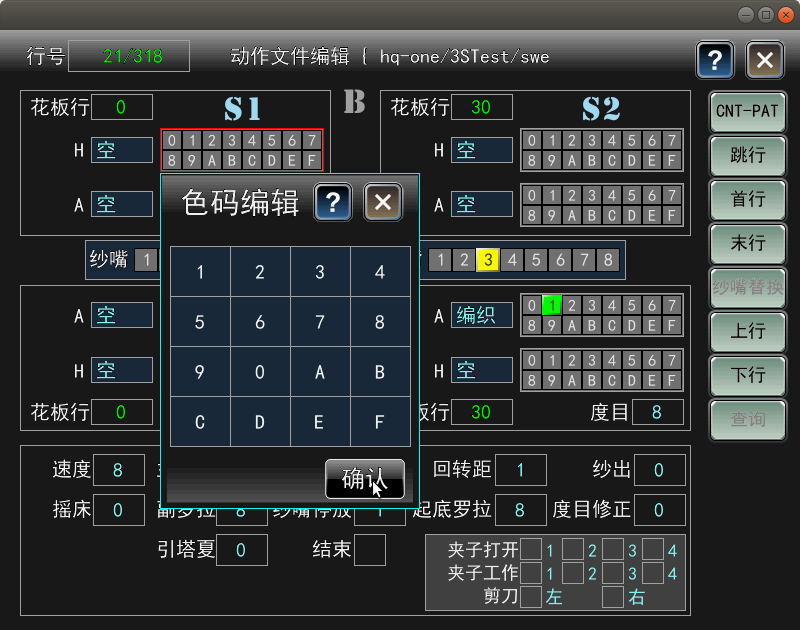 行号 21/318 动作文件编辑 { hq-one/3STest/swe ?
花板行 0 S1 B 花板行 30 S2 CNT-PAT
H 空 0 1 2 3 4 5 6 7 H 空 0 1 2 3 4 5 6 7
8 9 A B C D E F 8 9 A B C D E F 跳行
色码编辑 ?
A 空 A 空 0 1 2 3 4 5 6 7 首行
8 9 A B C D E F
纱嘴 1 1 2 3 4 5 6 7 8 末行
1 2 3 4
纱嘴替换
A 空 A 编织 0 1 2 3 4 5 6 7
5 6 7 8 8 9 A B C D E F 上行
H 空 9 0 A B H 空 0 1 2 3 4 5 6 7
8 9 A B C D E F 下行
花板行 0 C D E F 板行 30 度目 8 查询
速度 8 确认 回转距 1 纱出 0
摇床 0 副罗拉 8 纱嘴停放 1 起底罗拉 8 度目修正 0
引塔夏 0 结束 夹子打开 1 2 3 4
夹子工作 1 2 3 4
剪刀 左 右